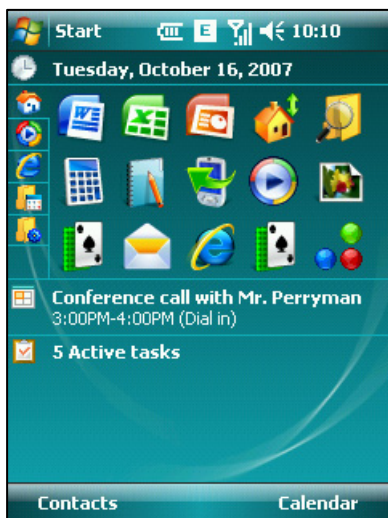 Start E 10:10
Tuesday, October 16, 2007
Conference call with Mr. Perryman
3:00PM-4:00PM (Dial in)
5 Active tasks
Contacts Calendar